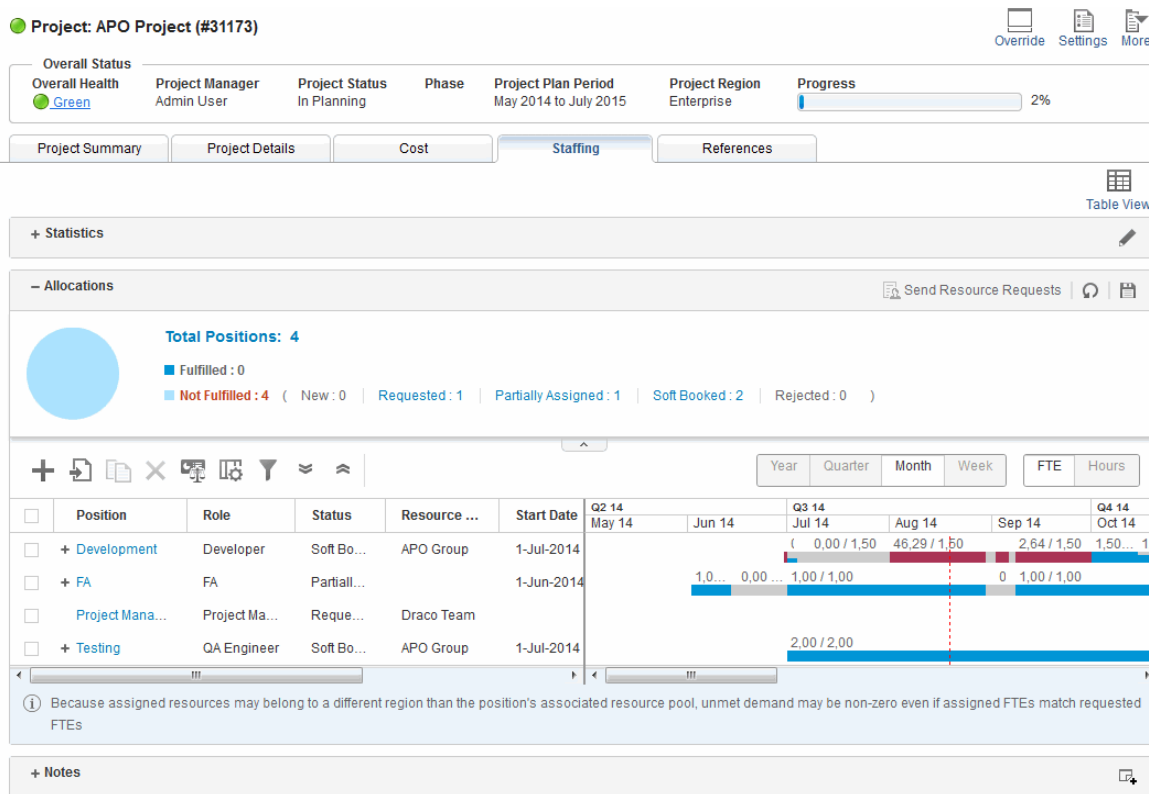 Project: APO Project (#31173)
Override Settings More
Overall Status
Overall Health Project Manager Project Status Phase Project Plan Period Project Region Progress
Green Admin User In Planning May 2014 to July 2015 Enterprise 2%
Project Summary Project Details Cost Staffing References
Table View
+ Statistics
– Allocations Send Resource Requests
Total Positions: 4
Fulfilled : 0
Not Fulfilled : 4 ( New : 0 Requested : 1 Partially Assigned : 1 Soft Booked : 2 Rejected : 0 )
Year Quarter Month Week FTE Hours
Position Role Status Resource ... Start Date
Q2 14 Q3 14 Q4 14
May 14 Jun 14 Jul 14 Aug 14 Sep 14 Oct 14
+ Development Developer Soft Bo... APO Group 1-Jul-2014 ( 0,00 / 1,50 46,29 / 1,50 2,64 / 1,50 1,50... 1
+ FA FA Partiall... 1-Jun-2014 1,0... 0,00 ... 1,00 / 1,00 0 1,00 / 1,00
Project Mana... Project Ma... Reque... Draco Team
+ Testing QA Engineer Soft Bo... APO Group 1-Jul-2014 2,00 / 2,00
Because assigned resources may belong to a different region than the position's associated resource pool, unmet demand may be non-zero even if assigned FTEs match requested
FTEs
+ Notes